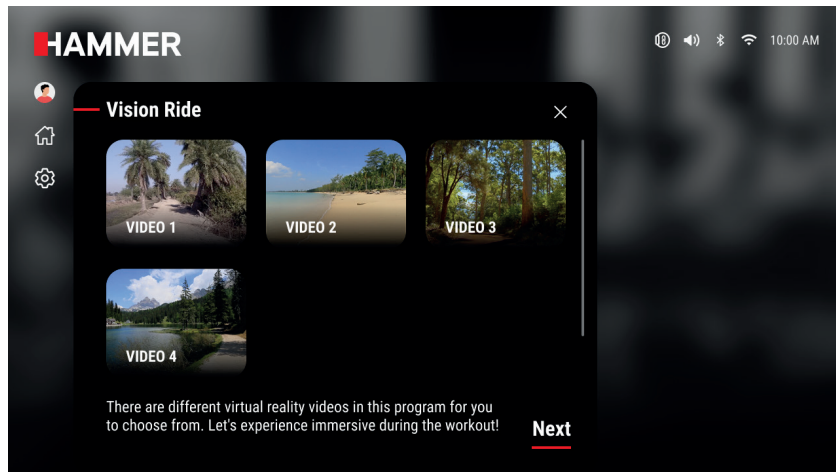 HAMMER
18
10:00 AM
Vision Ride
VIDEO 1
VIDEO 2
VIDEO 3
VIDEO 4
There are different virtual reality videos in this program for you
to choose from. Let's experience immersive during the workout!
Next